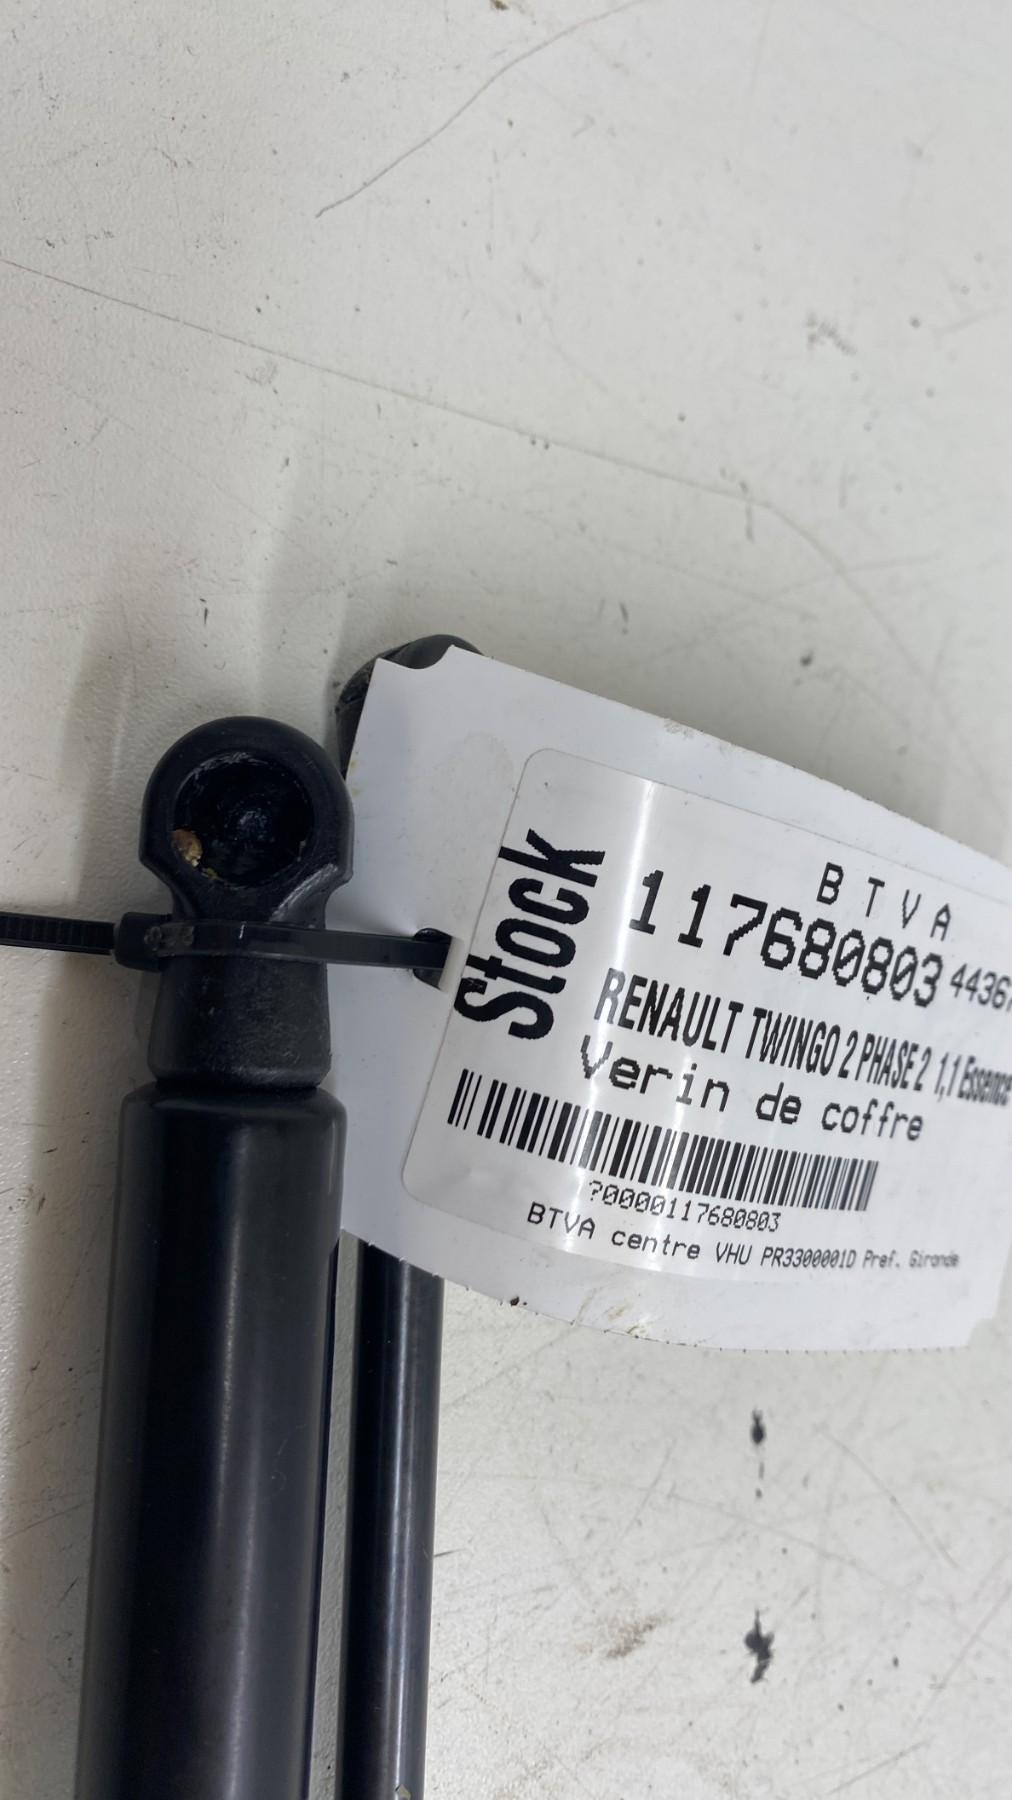 Stock
B T V A
117680803 4436
RENAULT TWINGO 2 PHASE 2 1,1 Essence
Verin de coffre
?0000117680803
BTVA centre VHU PR3300001D Pref. Gironde